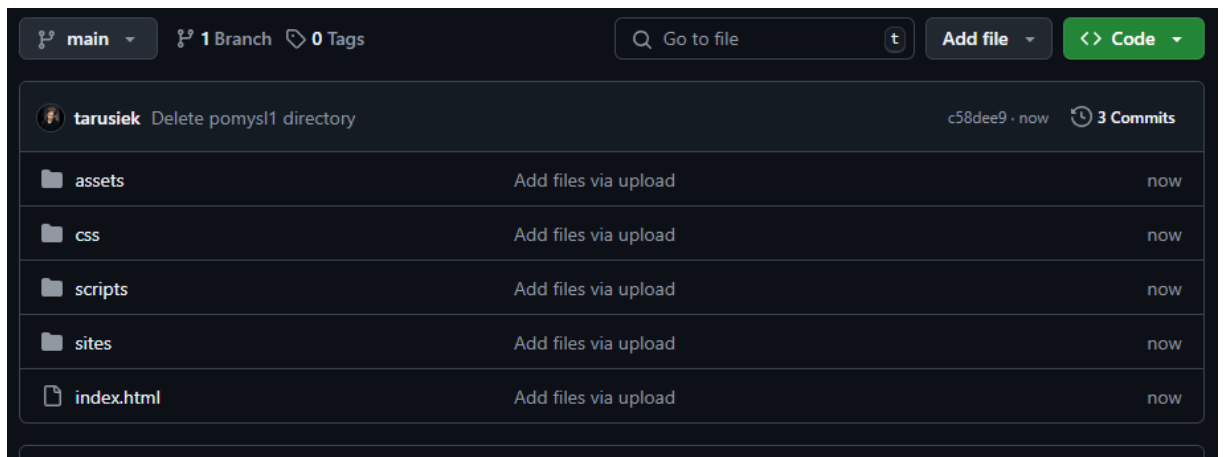 main 1 Branch 0 Tags Go to file t Add file <> Code
tarusiek Delete pomysl1 directory c58dee9 · now 3 Commits
assets Add files via upload now
css Add files via upload now
scripts Add files via upload now
sites Add files via upload now
index.html Add files via upload now